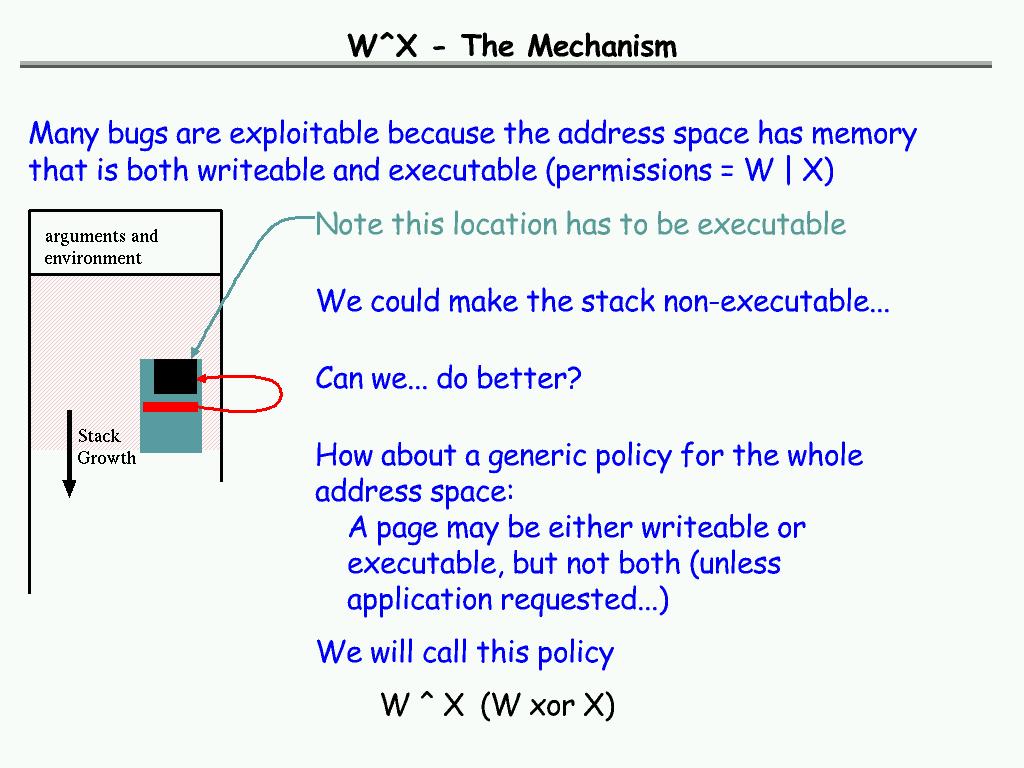 W^X - The Mechanism
Many bugs are exploitable because the address space has memory
that is both writeable and executable (permissions = W | X)
arguments and
environment
Note this location has to be executable
We could make the stack non-executable...
Can we... do better?
Stack
Growth
How about a generic policy for the whole
address space:
A page may be either writeable or
executable, but not both (unless
application requested...)
We will call this policy
W ^ X (W xor X)